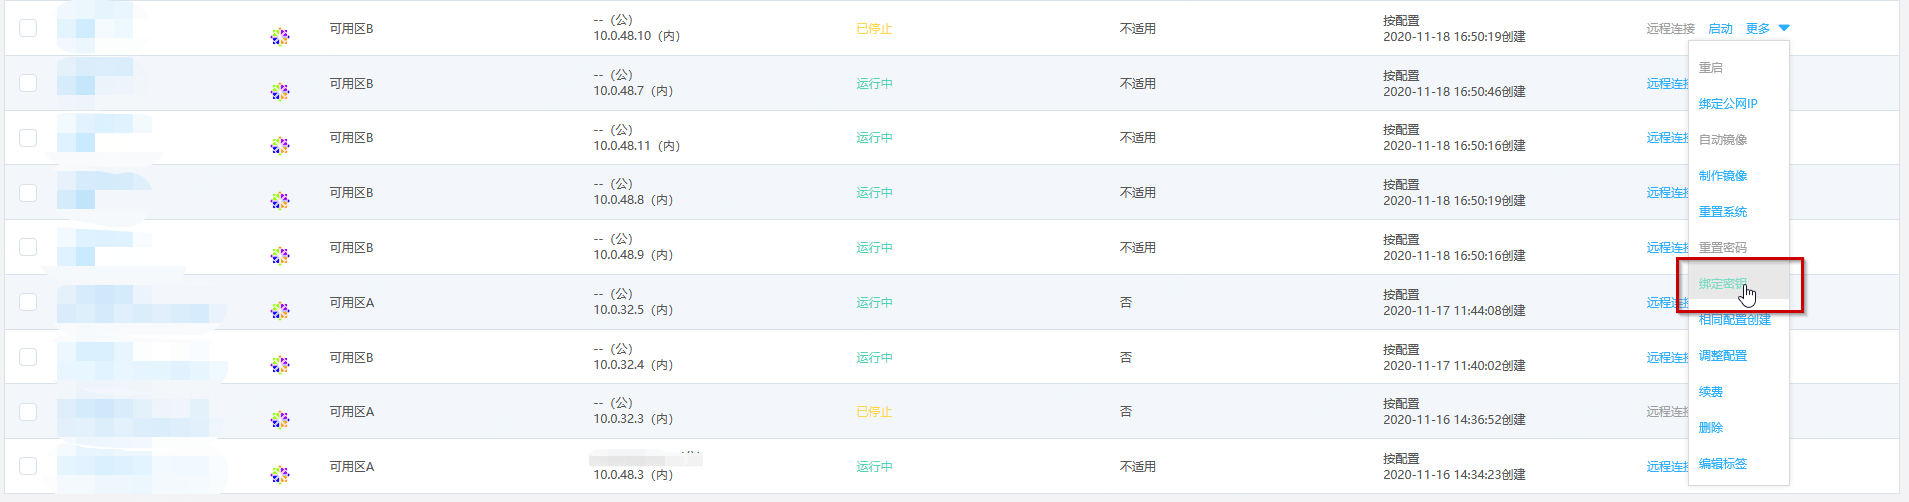 可用区B
--（公）
10.0.48.10（内）
已停止
不适用
按配置
2020-11-18 16:50:19创建
远程连接 启动 更多
可用区B
--（公）
10.0.48.7（内）
运行中
不适用
按配置
2020-11-18 16:50:46创建
远程连接
可用区B
--（公）
10.0.48.11（内）
运行中
不适用
按配置
2020-11-18 16:50:16创建
远程连接
可用区B
--（公）
10.0.48.8（内）
运行中
不适用
按配置
2020-11-18 16:50:19创建
远程连接
可用区B
--（公）
10.0.48.9（内）
运行中
不适用
按配置
2020-11-18 16:50:16创建
远程连接
可用区A
--（公）
10.0.32.5（内）
运行中
否
按配置
2020-11-17 11:44:08创建
远程连接
可用区B
--（公）
10.0.32.4（内）
运行中
否
按配置
2020-11-17 11:40:02创建
远程连接
可用区A
--（公）
10.0.32.3（内）
已停止
否
按配置
2020-11-16 14:36:52创建
远程连接
可用区A
10.0.48.3（内）
运行中
不适用
按配置
2020-11-16 14:34:23创建
远程连接
重启
绑定公网IP
自动镜像
制作镜像
重置系统
重置密码
绑定密钥
相同配置创建
调整配置
续费
删除
编辑标签